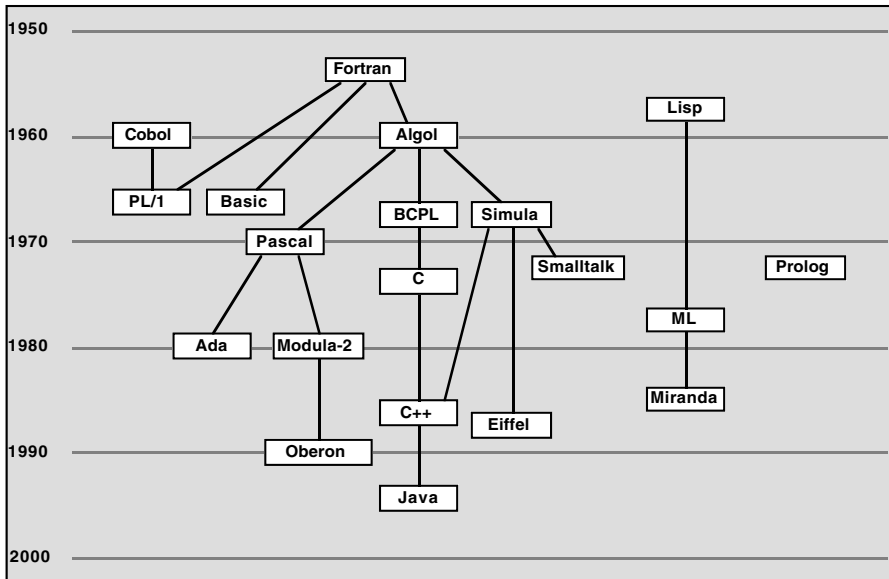 1950
Fortran
Lisp
1960
Cobol
Algol
PL/1
Basic
BCPL
Simula
1970
Pascal
Smalltalk
Prolog
C
ML
1980
Ada
Modula-2
Miranda
C++
Eiffel
1990
Oberon
Java
2000